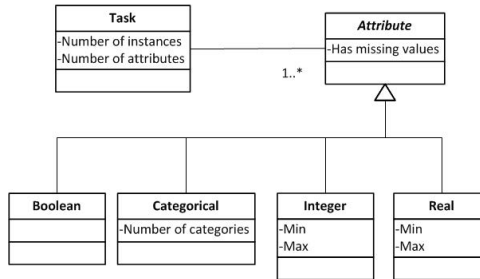 Task
-Number of instances
-Number of attributes
Attribute
-Has missing values
1..*
Boolean
Categorical
-Number of categories
Integer
-Min
-Max
Real
-Min
-Max